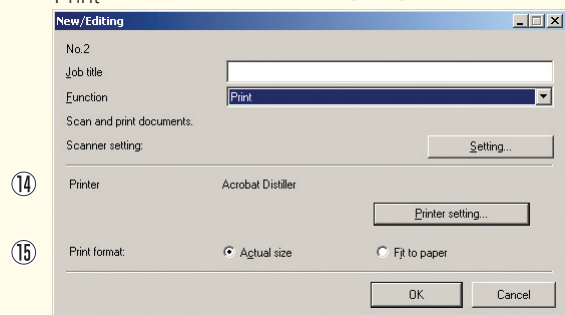 Print
New/Editing
No.2
Job title
Function Print
Scan and print documents.
Scanner setting: Setting...
⑭ Printer Acrobat Distiller
Printer setting...
⑮ Print format: Actual size Fit to paper
OK Cancel